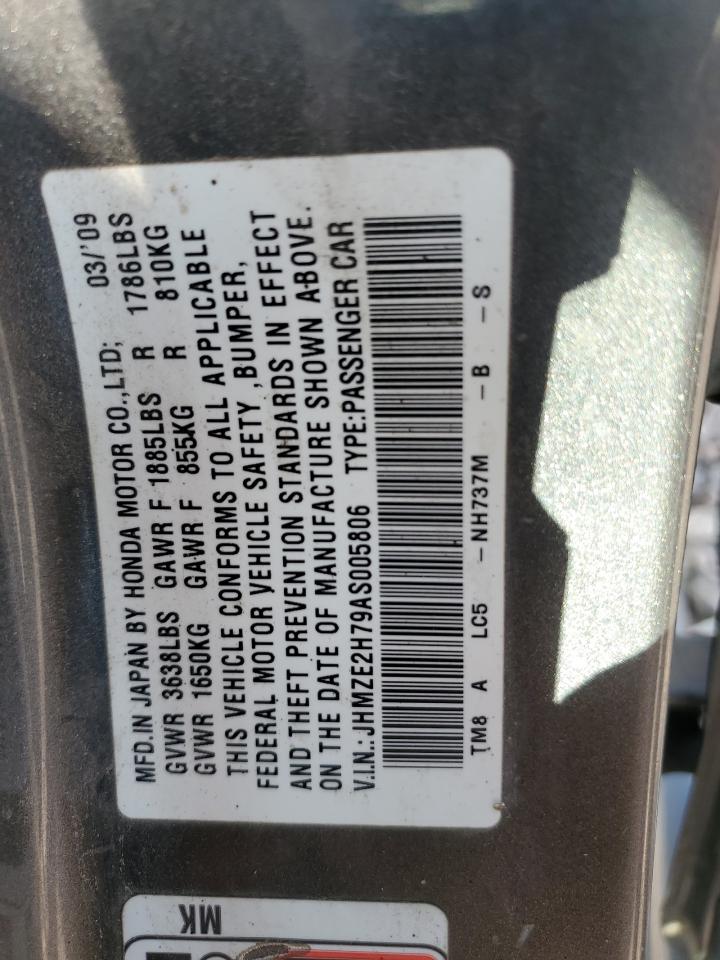 MFD.IN JAPAN BY HONDA MOTOR CO.,LTD; 03/'09
GVWR 3638LBS GAWR F 1885LBS R 1786LBS
GVWR 1650KG GAWR F 855KG R 810KG
THIS VEHICLE CONFORMS TO ALL APPLICABLE
FEDERAL MOTOR VEHICLE SAFETY ,BUMPER,
AND THEFT PREVENTION STANDARDS IN EFFECT
ON THE DATE OF MANUFACTURE SHOWN ABOVE.
V.IN.: JHMZE2H79AS005806 TYPE:PASSENGER CAR
TM8 A LC5 -NH737M -B -S
MK